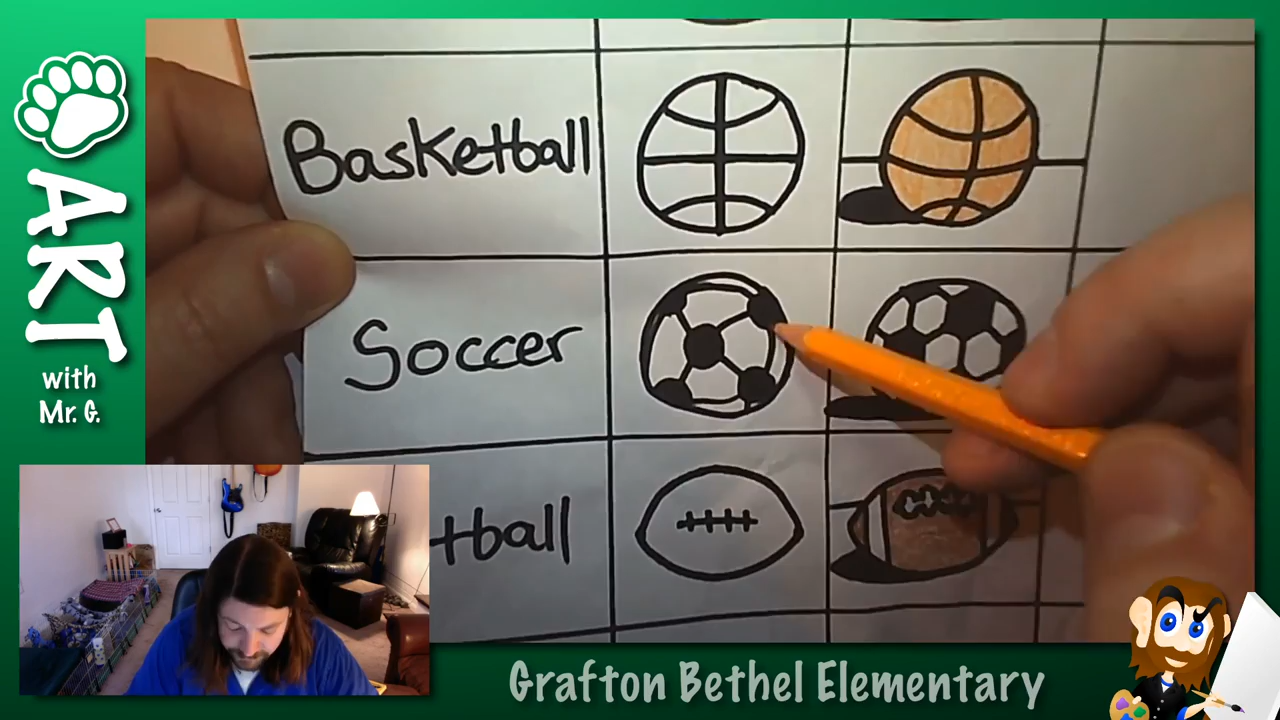 ART
with
Mr. G.
Basketball
Soccer
tball
Grafton Bethel Elementary